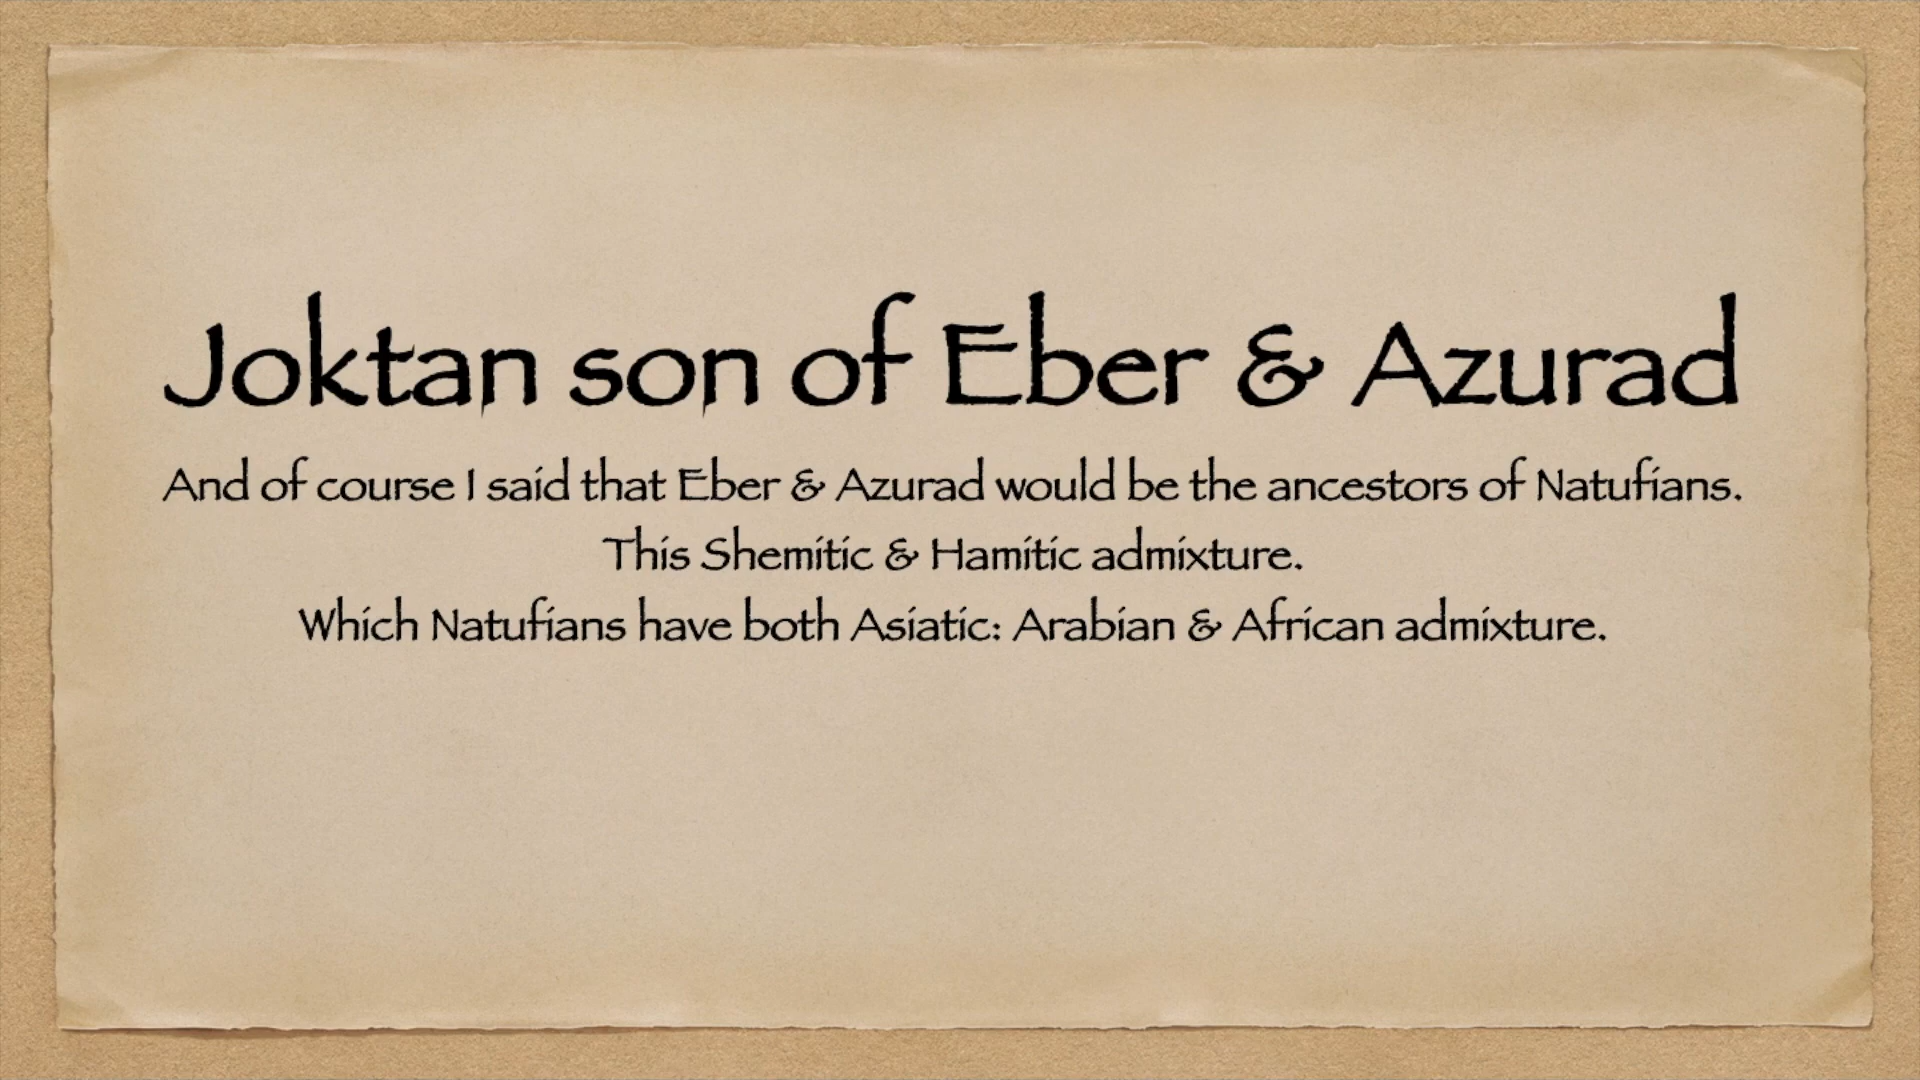 Joktan son of Eber & Azurad
And of course I said that Eber & Azurad would be the ancestors of Natufians.
This Shemitic & Hamitic admixture.
Which Natufians have both Asiatic: Arabian & African admixture.